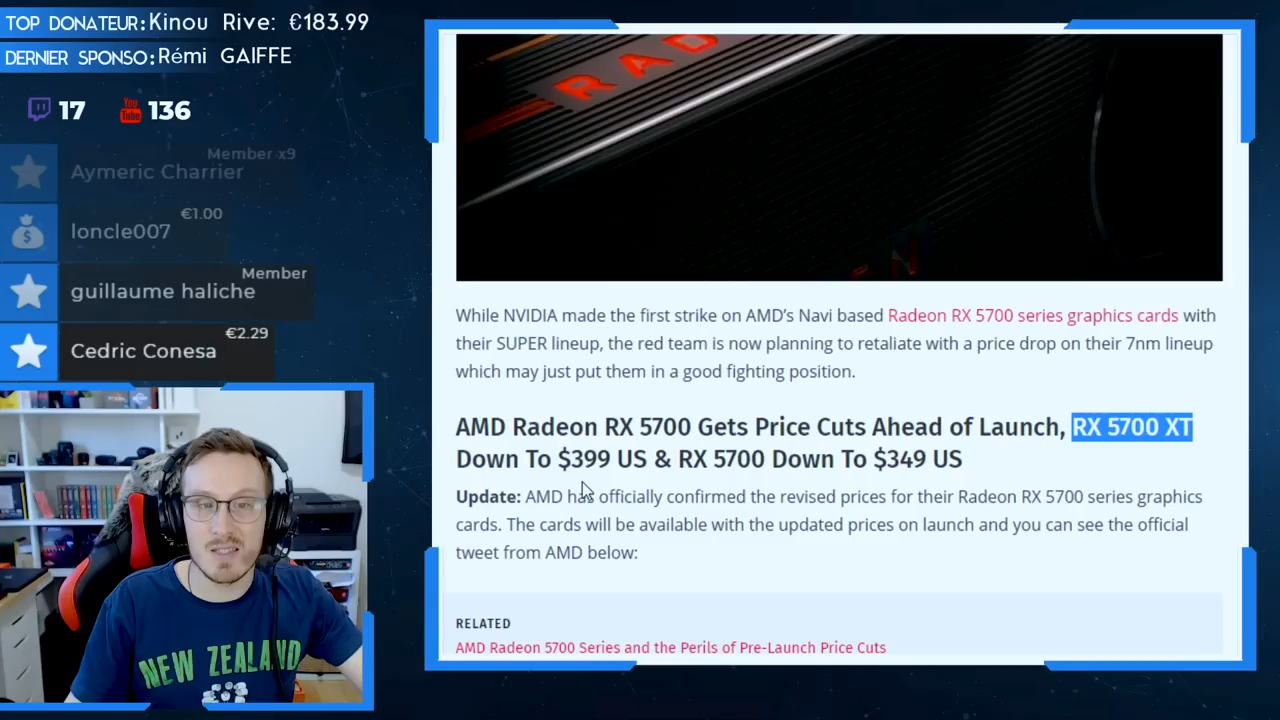 TOP DONATEUR: Kinou Rive: €183.99
DERNIER SPONSO: Rémi GAIFFE
17
You Tube 136
Member x9
Aymeric Charrier
€1.00
loncle007
Member
guillaume haliche
€2.29
Cedric Conesa
NEW ZEALAND
RAD
While NVIDIA made the first strike on AMD's Navi based Radeon RX 5700 series graphics cards with
their SUPER lineup, the red team is now planning to retaliate with a price drop on their 7nm lineup
which may just put them in a good fighting position.
AMD Radeon RX 5700 Gets Price Cuts Ahead of Launch, RX 5700 XT
Down To $399 US & RX 5700 Down To $349 US
Update: AMD has officially confirmed the revised prices for their Radeon RX 5700 series graphics
cards. The cards will be available with the updated prices on launch and you can see the official
tweet from AMD below:
RELATED
AMD Radeon 5700 Series and the Perils of Pre-Launch Price Cuts